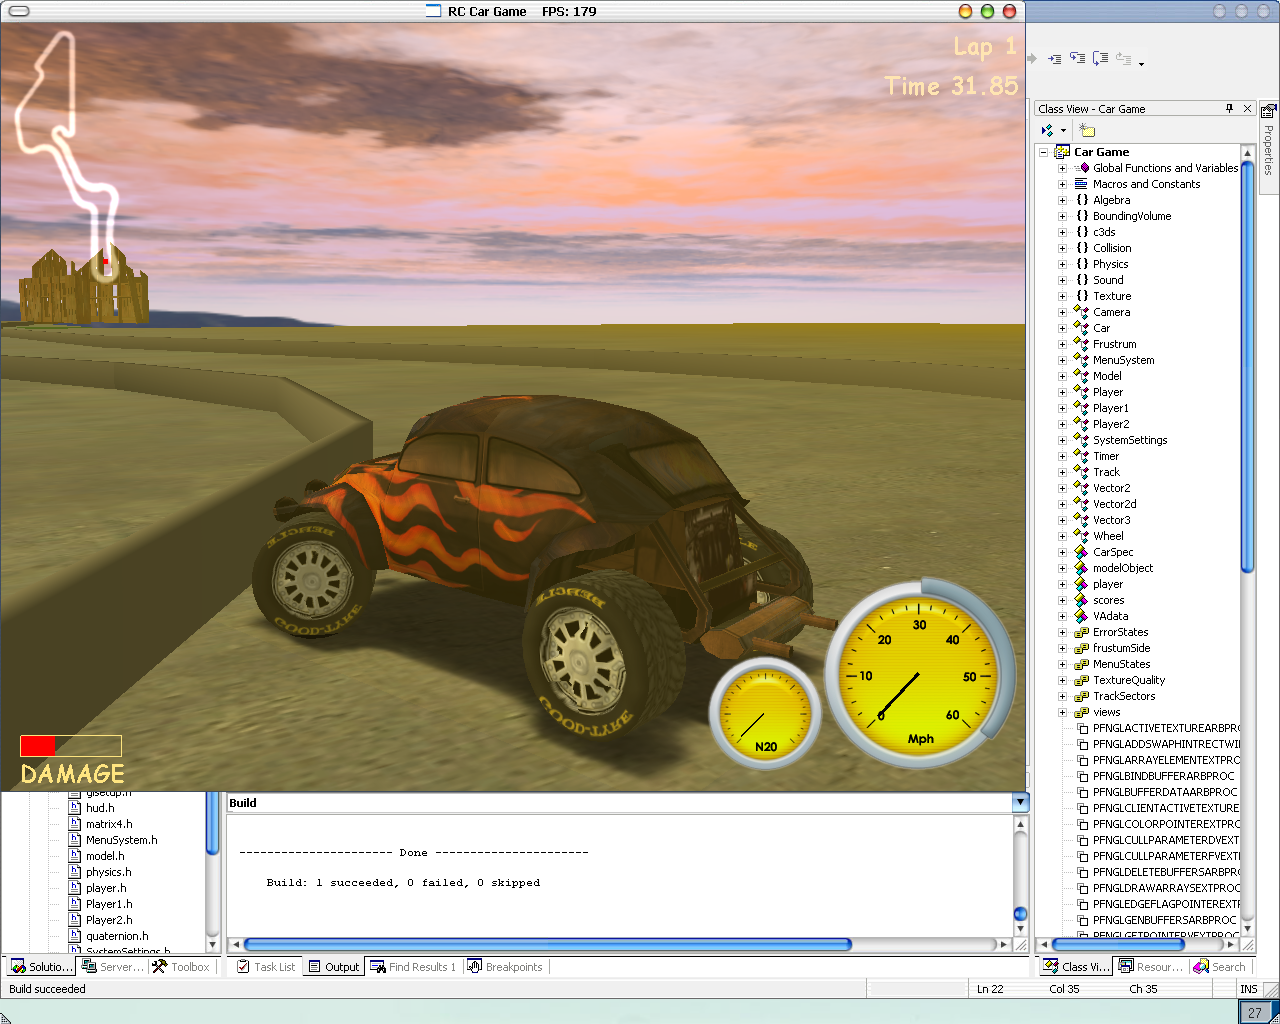 RC Car Game FPS: 179
Lap 1
Time 31.85
DAMAGE
GOOD-TYRE
GOOD-TYRE
N20
0
10
20
30
40
50
60
Mph
Class View - Car Game
Properties
Car Game
Global Functions and Variables
Macros and Constants
{} Algebra
{} BoundingVolume
{} c3ds
{} Collision
{} Physics
{} Sound
{} Texture
Camera
Car
Frustrum
MenuSystem
Model
Player
Player1
Player2
SystemSettings
Timer
Track
Vector2
Vector2d
Vector3
Wheel
CarSpec
modelObject
player
scores
VAdata
ErrorStates
frustumSide
MenuStates
TextureQuality
TrackSectors
views
PFNGLACTIVETEXTUREARBPRO
PFNGLADDSWAPHINTRECTWI
PFNGLARRAYELEMENTEXTPRO
PFNGLBINDBUFFERARBPROC
PFNGLBUFFERDATAARBPROC
PFNGLCLIENTACTIVETEXTURE
PFNGLCOLORPOINTEREXTPRO
PFNGLCULLPARAMETERDVEXT
PFNGLCULLPARAMETERFVEXT
PFNGLDELETEBUFFERSARBPR
PFNGLDRAWARRAYSEXTPROC
PFNGLEDGEFLAGPOINTEREXTP
PFNGLGENBUFFERSARBPROC
PFNGLGETPOINTERVEXTPROC
Class Vi... Resour... Search
glsetup.h
hud.h
matrix4.h
MenuSystem.h
model.h
physics.h
player.h
Player1.h
Player2.h
quaternion.h
SystemSettings.h
Solutio... Server... Toolbox
Build
---------------------- Done ----------------------
Build: 1 succeeded, 0 failed, 0 skipped
Task List Output Find Results 1 Breakpoints
Build succeeded
Ln 22 Col 35 Ch 35 INS
27